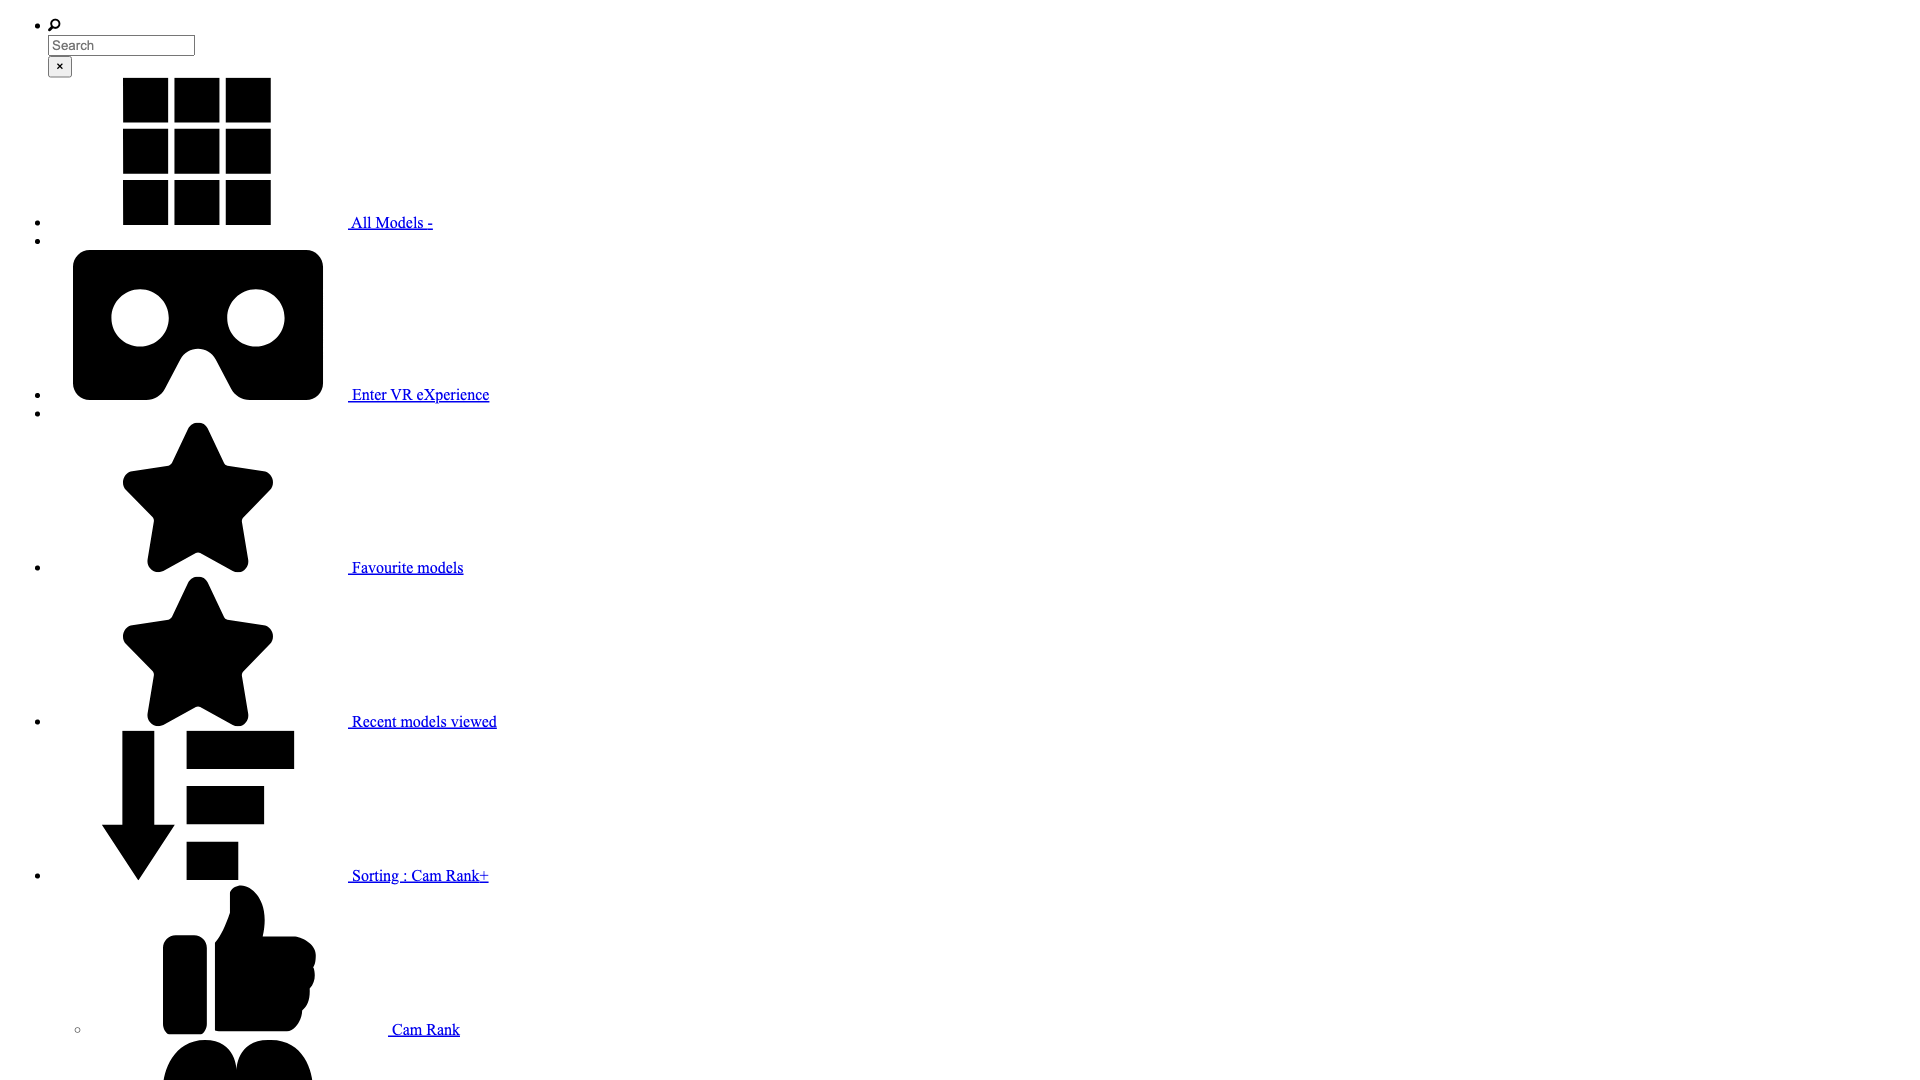 Search
×
All Models -
Enter VR eXperience
Favourite models
Recent models viewed
Sorting : Cam Rank+
Cam Rank